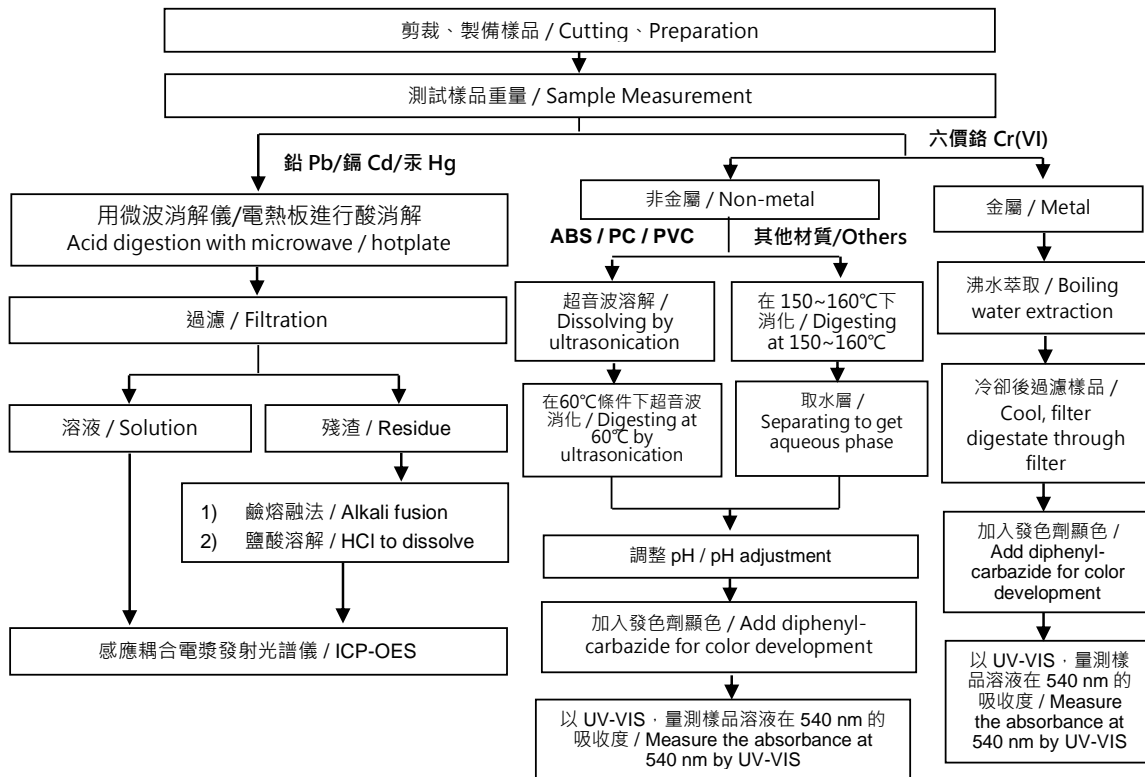 剪裁、製備樣品 / Cutting、Preparation
測試樣品重量 / Sample Measurement
鉛 Pb/鎘 Cd/汞 Hg
六價鉻 Cr(VI)
用微波消解儀/電熱板進行酸消解
Acid digestion with microwave / hotplate
過濾 / Filtration
溶液 / Solution
殘渣 / Residue
1) 鹼熔融法 / Alkali fusion
2) 鹽酸溶解 / HCl to dissolve
感應耦合電漿發射光譜儀 / ICP-OES
非金屬 / Non-metal
ABS / PC / PVC
其他材質/Others
超音波溶解 /
Dissolving by
ultrasonication
在 150~160℃下
消化 / Digesting
at 150~160℃
在60℃條件下超音波
消化 / Digesting at
60℃ by
ultrasonication
取水層 /
Separating to get
aqueous phase
調整 pH / pH adjustment
加入發色劑顯色 / Add diphenyl-
carbazide for color development
以 UV-VIS，量測樣品溶液在 540 nm 的
吸收度 / Measure the absorbance at
540 nm by UV-VIS
金屬 / Metal
沸水萃取 / Boiling
water extraction
冷卻後過濾樣品 /
Cool, filter
digestate through
filter
加入發色劑顯色 /
Add diphenyl-
carbazide for color
development
以 UV-VIS，量測樣
品溶液在 540 nm 的
吸收度 / Measure
the absorbance at
540 nm by UV-VIS